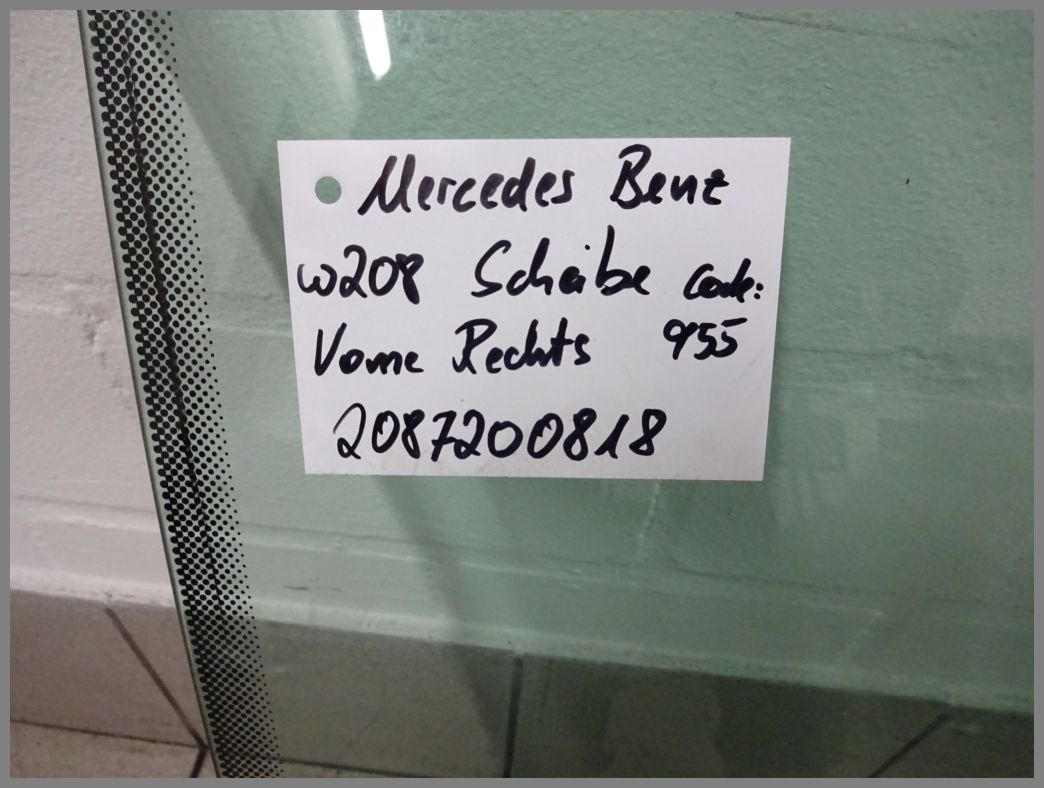 Mercedes Benz
W208 Scheibe Code:
Vorne Rechts 955
2087200818